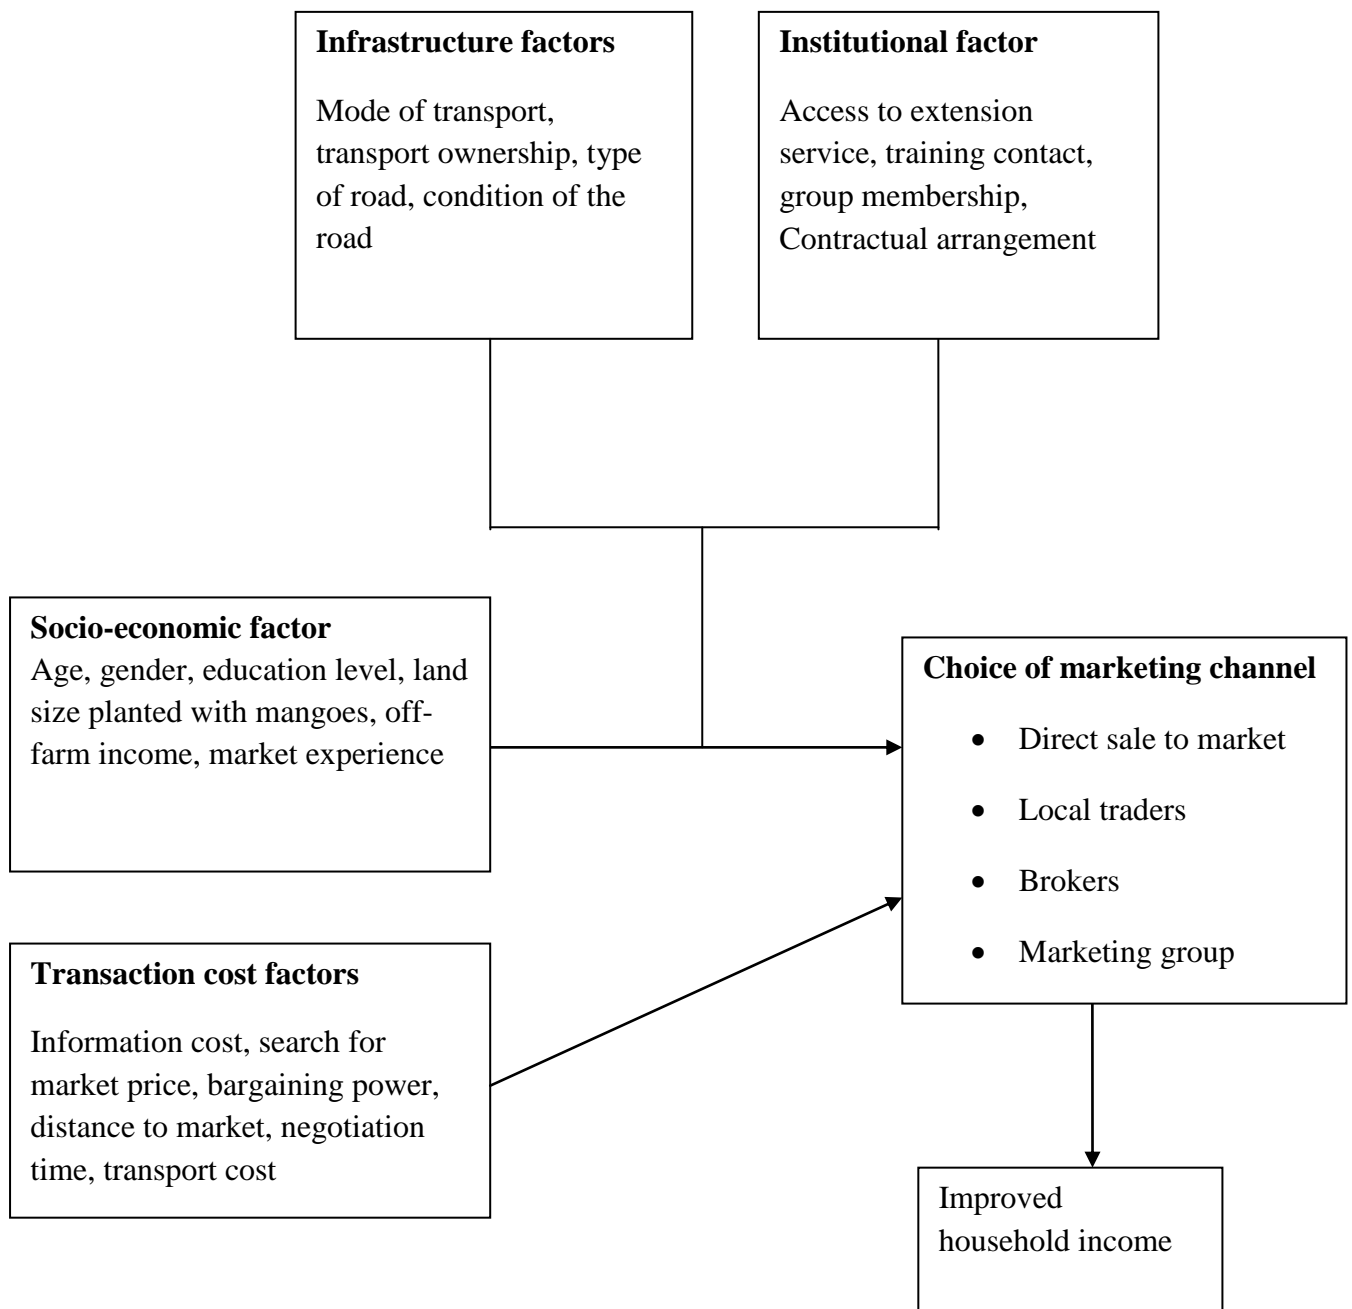 Infrastructure factors
Mode of transport,
transport ownership, type
of road, condition of the
road
Institutional factor
Access to extension
service, training contact,
group membership,
Contractual arrangement
Socio-economic factor
Age, gender, education level, land
size planted with mangoes, off-
farm income, market experience
Choice of marketing channel
• Direct sale to market
• Local traders
• Brokers
• Marketing group
Transaction cost factors
Information cost, search for
market price, bargaining power,
distance to market, negotiation
time, transport cost
Improved
household income